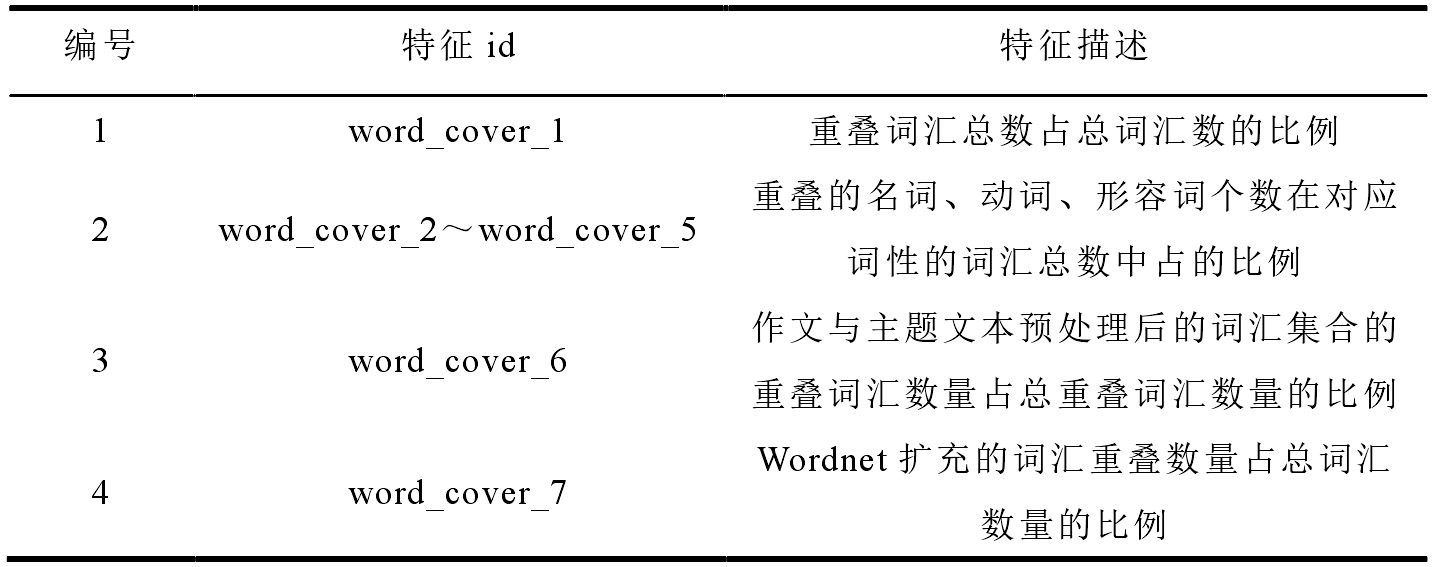 编号 特征 id 特征描述
1 word_cover_1 重叠词汇总数占总词汇数的比例
2 word_cover_2～word_cover_5 重叠的名词、动词、形容词个数在对应
词性的词汇总数中占的比例
3 word_cover_6 作文与主题文本预处理后的词汇集合的
重叠词汇数量占总重叠词汇数量的比例
4 word_cover_7 Wordnet 扩充的词汇重叠数量占总词汇
数量的比例